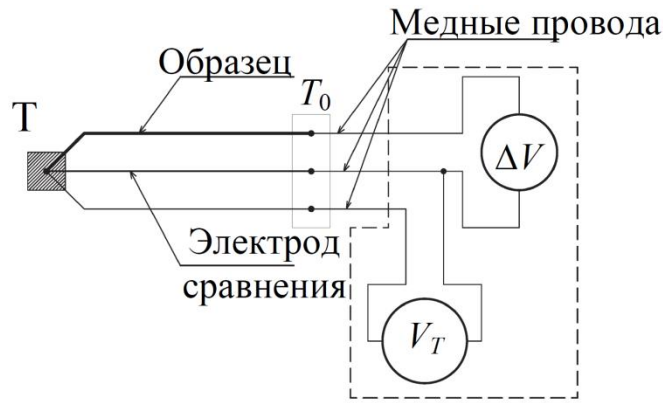 Медные провода
Образец
T₀
T
ΔV
Электрод
сравнения
V_T